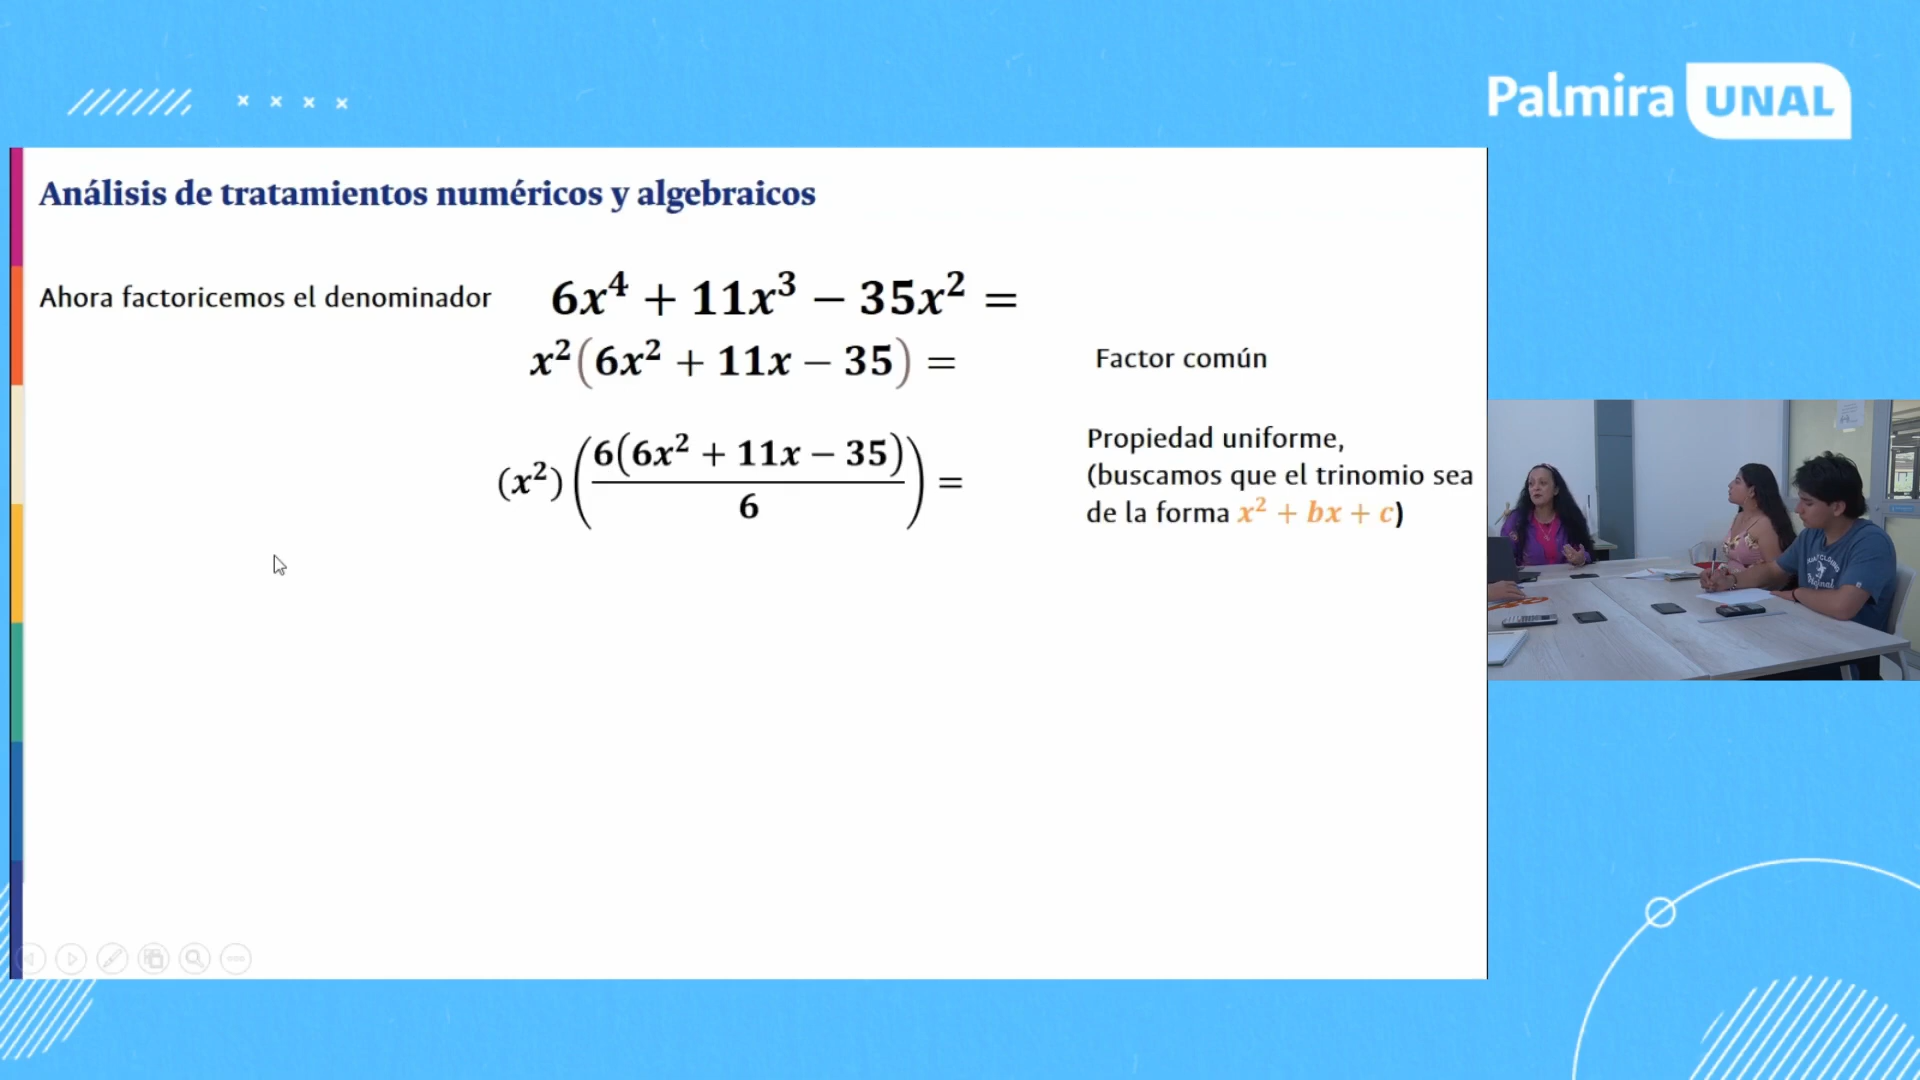 Palmira UNAL
Análisis de tratamientos numéricos y algebraicos
Ahora factoricemos el denominador
6x⁴ + 11x³ − 35x² =
x²(6x² + 11x − 35) =
Factor común
(x²)(6(6x² + 11x − 35)/6) =
Propiedad uniforme,
(buscamos que el trinomio sea
de la forma x² + bx + c)